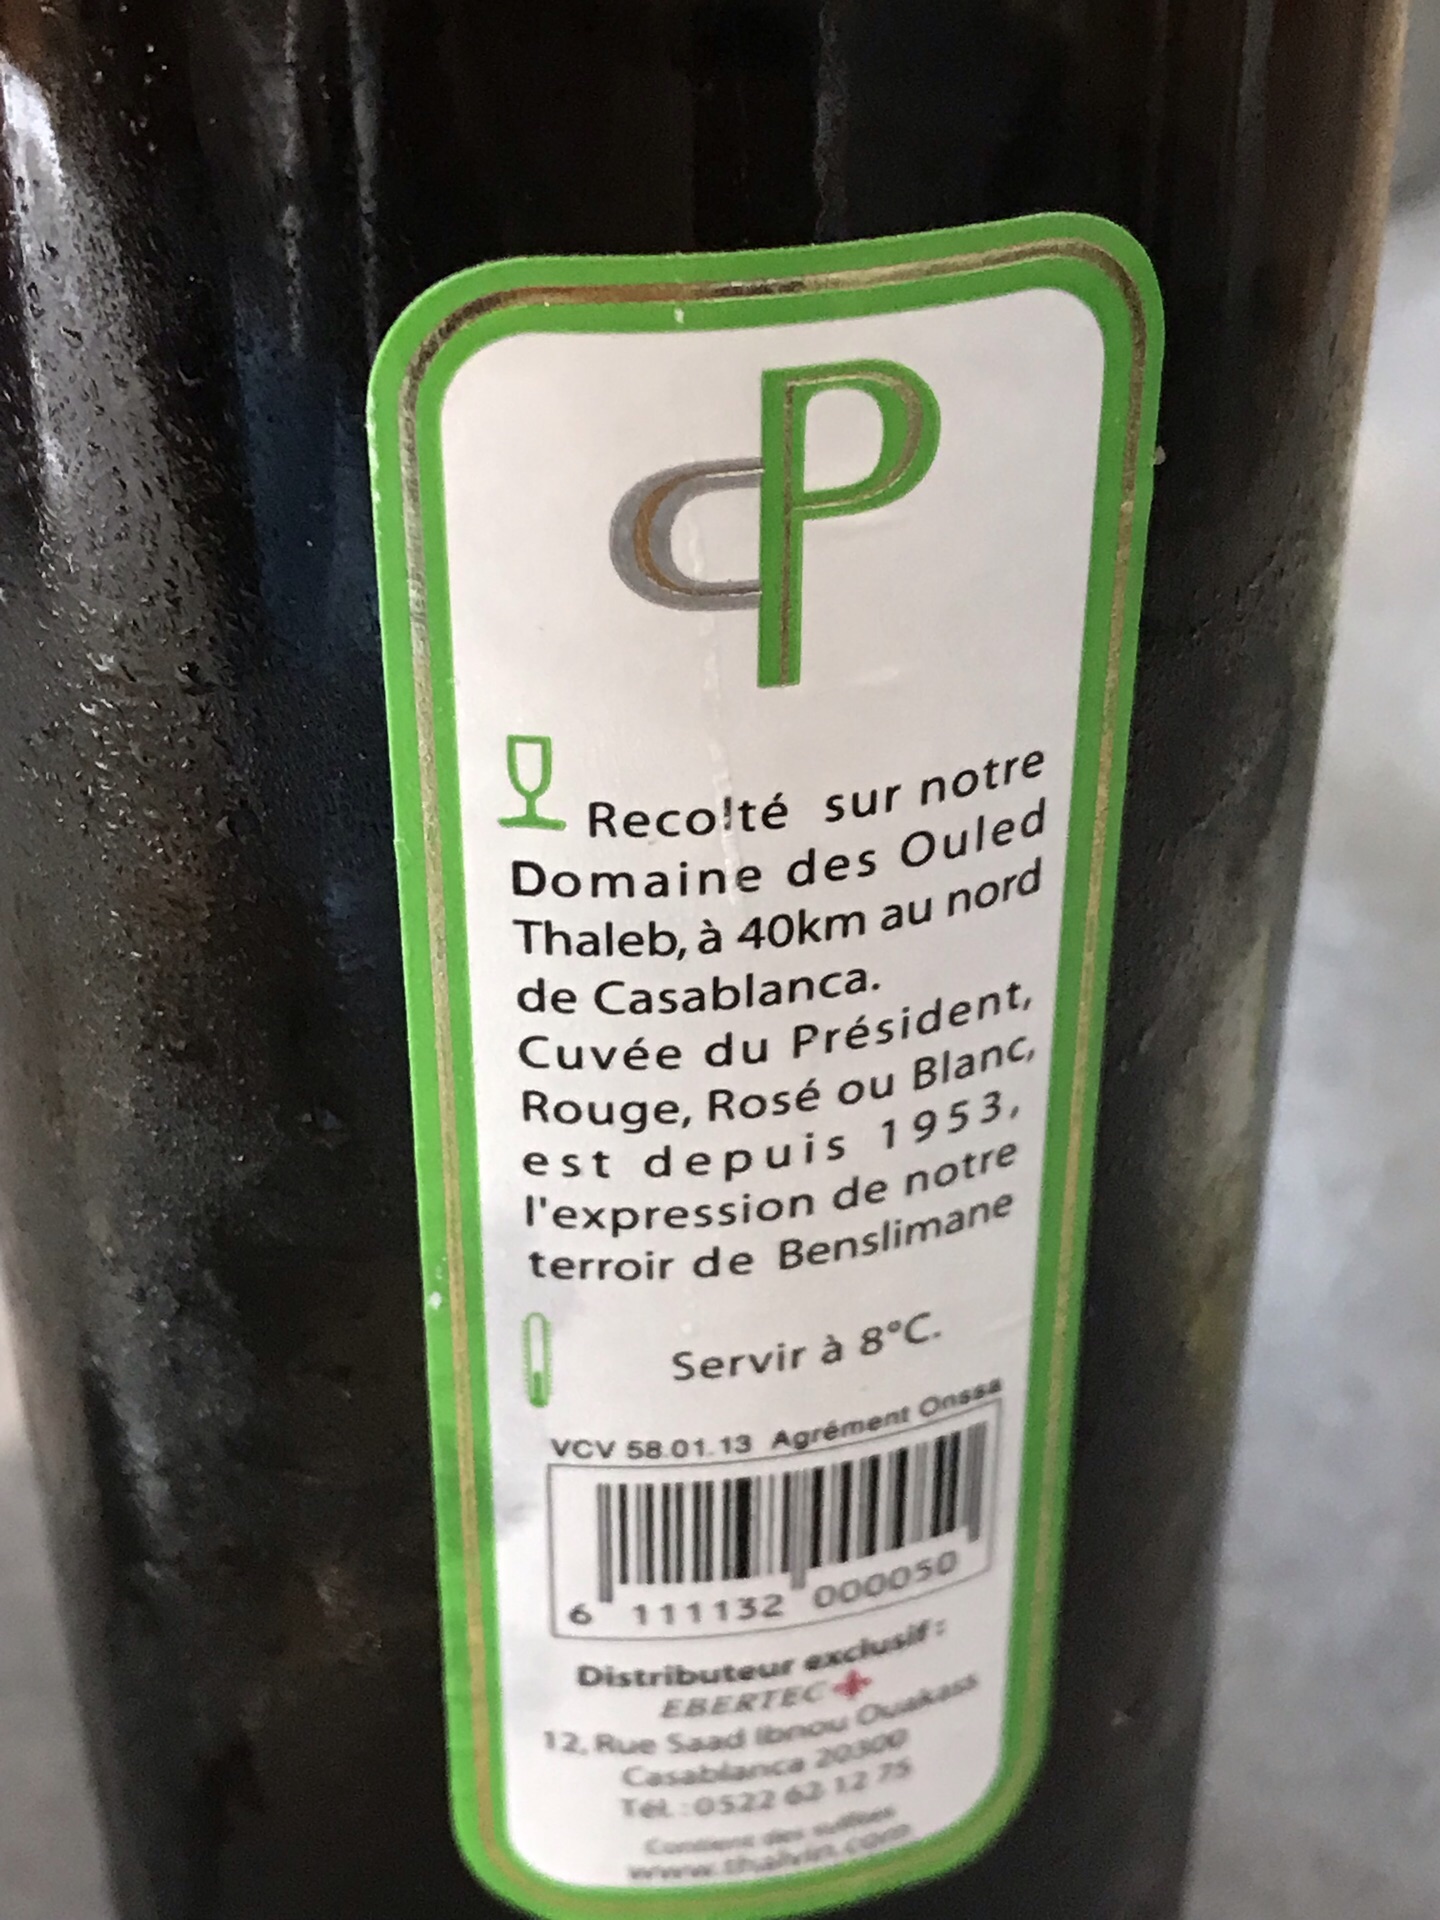 CP
Recolté sur notre
Domaine des Ouled
Thaleb, à 40km au nord
de Casablanca.
Cuvée du Président,
Rouge, Rosé ou Blanc,
est depuis 1953,
l'expression de notre
terroir de Benslimane
Servir à 8°C.
VCV 58.01.13 Agrément Onssa
6 111132 000050
Distributeur exclusif :
EBERTEC
12, Rue Saad Ibnou Ouakass
Casablanca 20300
Tél. : 0522 62 12 75
Contient des sulfites
www.thalvin.com